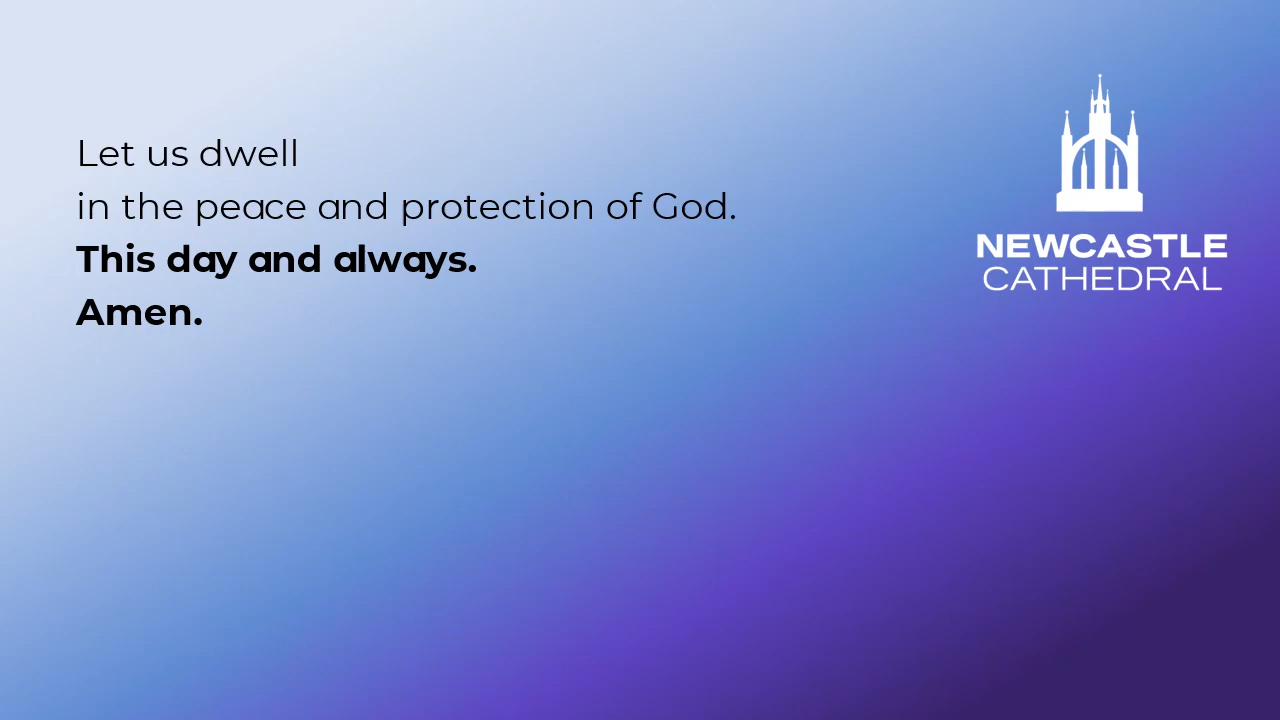 Let us dwell
in the peace and protection of God.
This day and always.
Amen.
NEWCASTLE
CATHEDRAL